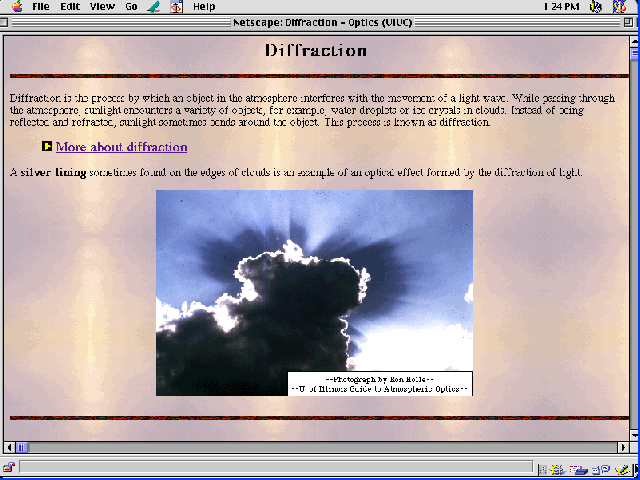 File Edit View Go Help 1:24 PM
Netscape: Diffraction - Optics (UIUC)
Diffraction
Diffraction is the process by which an object in the atmosphere interferes with the movement of a light wave. While passing through
the atmosphere, sunlight encounters a variety of objects, for example, water droplets or ice crysals in clouds. Instead of being
reflected and refracted, sunlight sometimes bends around the object. This process is known as diffraction.
More about diffraction
A silver lining sometimes found on the edges of clouds is an example of an optical effect formed by the diffraction of light.
--Photograph by Ron Holle--
--U. of Illinois Guide to Atmospheric Optics--